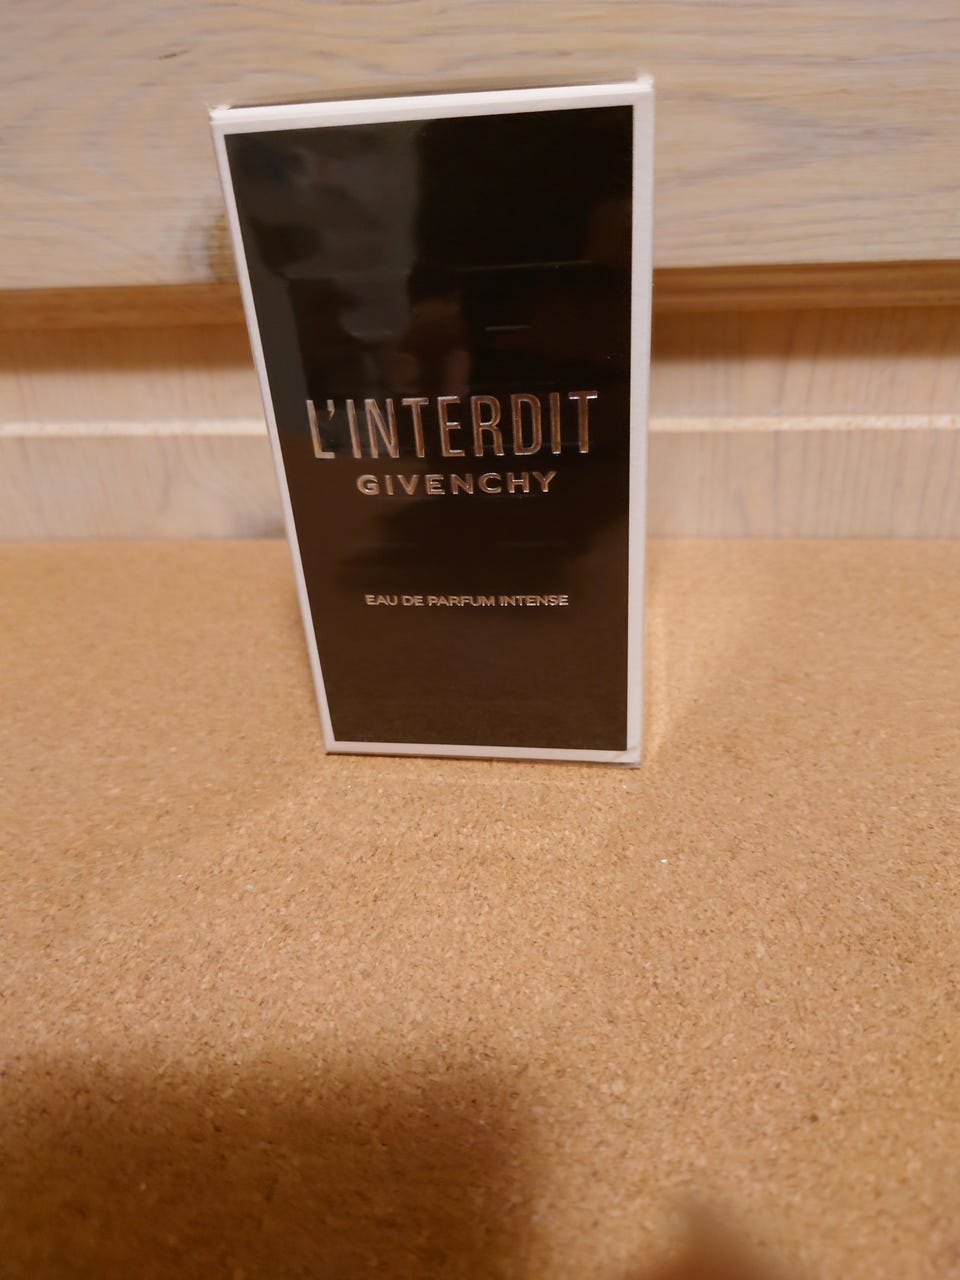 L'INTERDIT
GIVENCHY
EAU DE PARFUM INTENSE